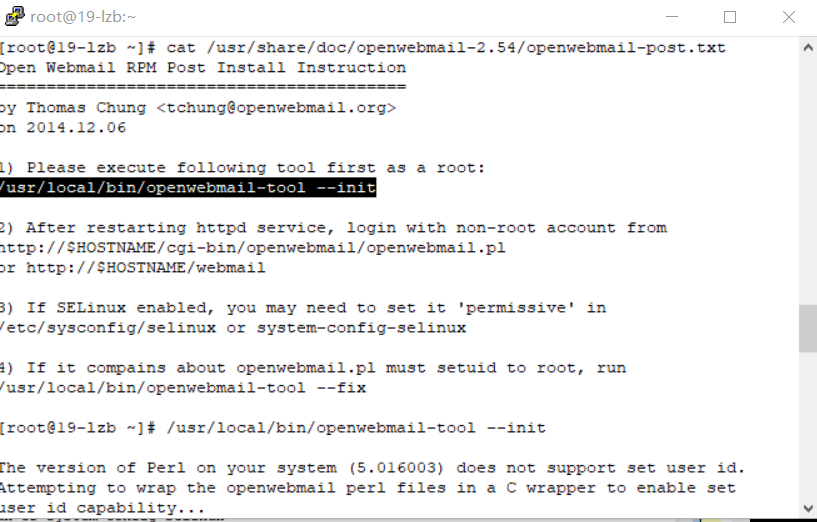 root@19-lzb:~
[root@19-lzb ~]# cat /usr/share/doc/openwebmail-2.54/openwebmail-post.txt
Open Webmail RPM Post Install Instruction
==========================================
by Thomas Chung <tchung@openwebmail.org>
on 2014.12.06
1) Please execute following tool first as a root:
/usr/local/bin/openwebmail-tool --init
2) After restarting httpd service, login with non-root account from
http://$HOSTNAME/cgi-bin/openwebmail/openwebmail.pl
or http://$HOSTNAME/webmail
3) If SELinux enabled, you may need to set it 'permissive' in
/etc/sysconfig/selinux or system-config-selinux
4) If it compains about openwebmail.pl must setuid to root, run
/usr/local/bin/openwebmail-tool --fix
[root@19-lzb ~]# /usr/local/bin/openwebmail-tool --init
The version of Perl on your system (5.016003) does not support set user id.
Attempting to wrap the openwebmail perl files in a C wrapper to enable set
user id capability...